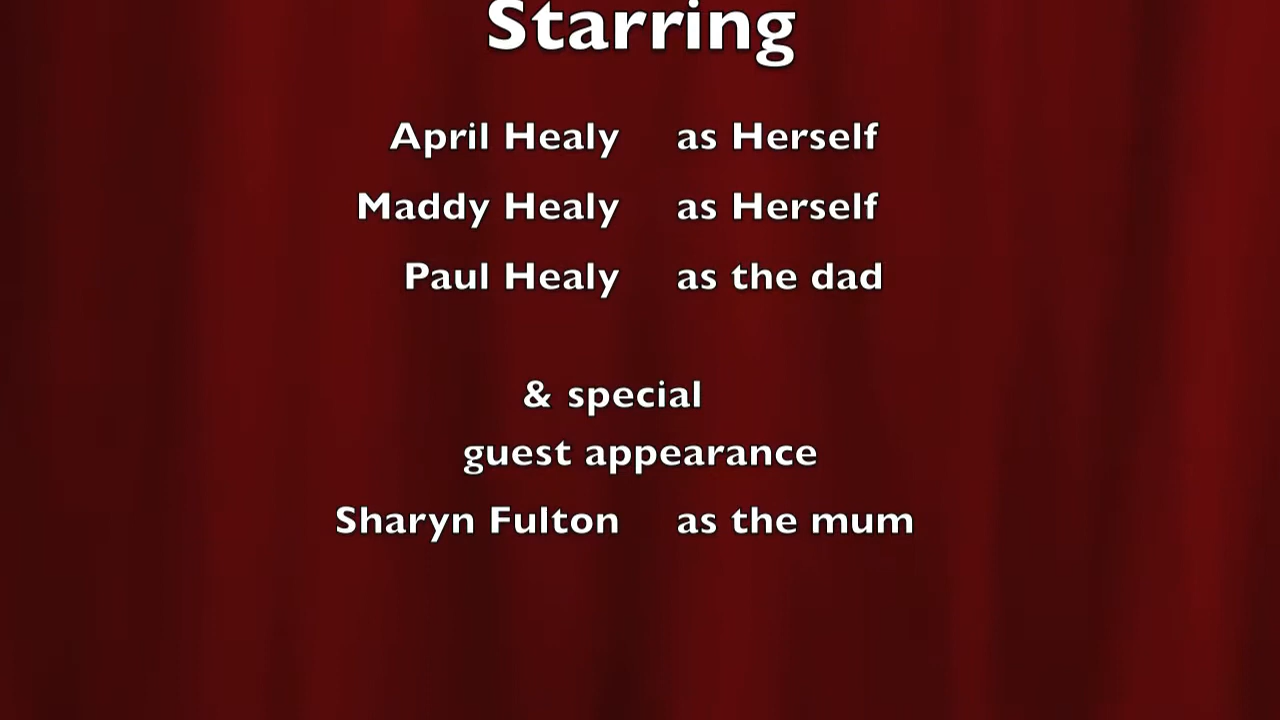 Starring
April Healy as Herself
Maddy Healy as Herself
Paul Healy as the dad
& special
guest appearance
Sharyn Fulton as the mum